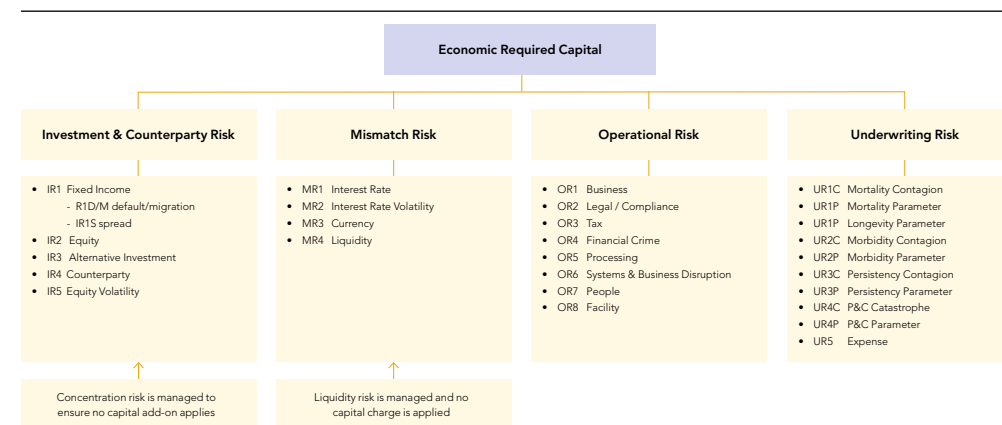 Economic Required Capital
Investment & Counterparty Risk
• IR1 Fixed Income
- R1D/M default/migration
- IR1S spread
• IR2 Equity
• IR3 Alternative Investment
• IR4 Counterparty
• IR5 Equity Volatility
Concentration risk is managed to
ensure no capital add-on applies
Mismatch Risk
• MR1 Interest Rate
• MR2 Interest Rate Volatility
• MR3 Currency
• MR4 Liquidity
Liquidity risk is managed and no
capital charge is applied
Operational Risk
• OR1 Business
• OR2 Legal / Compliance
• OR3 Tax
• OR4 Financial Crime
• OR5 Processing
• OR6 Systems & Business Disruption
• OR7 People
• OR8 Facility
Underwriting Risk
• UR1C Mortality Contagion
• UR1P Mortality Parameter
• UR1P Longevity Parameter
• UR2C Morbidity Contagion
• UR2P Morbidity Parameter
• UR3C Persistency Contagion
• UR3P Persistency Parameter
• UR4C P&C Catastrophe
• UR4P P&C Parameter
• UR5 Expense